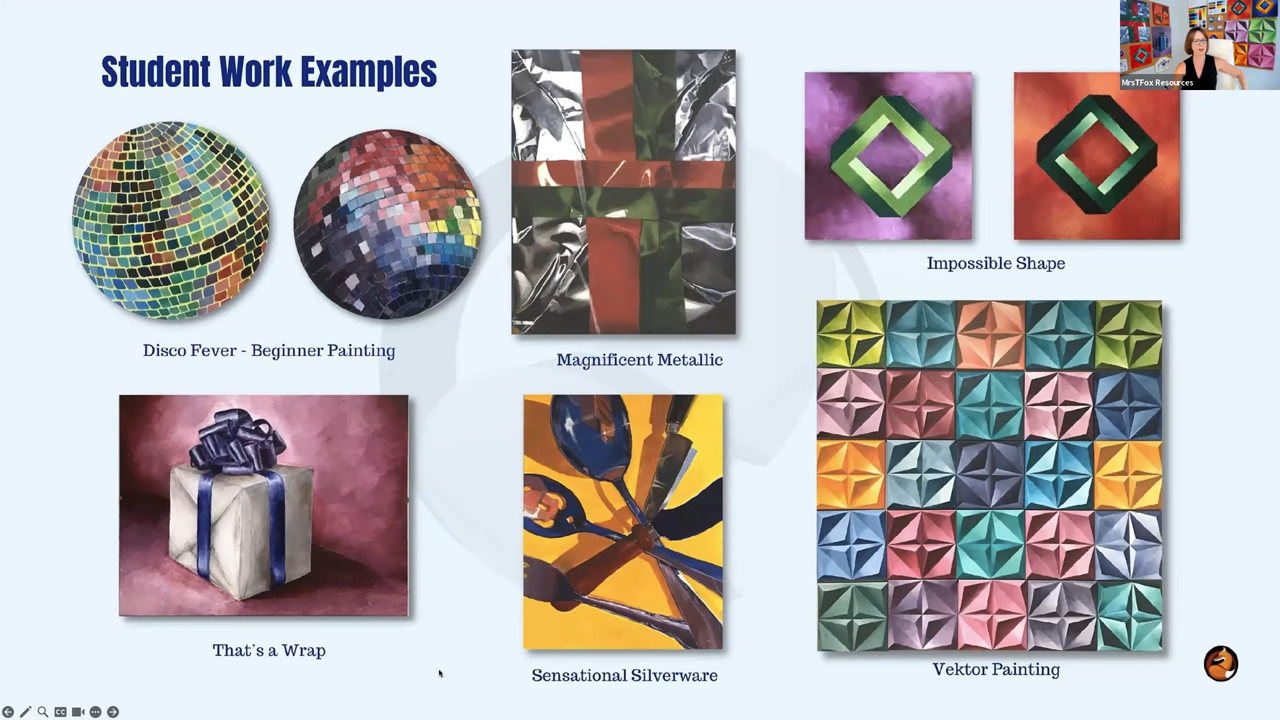 Student Work Examples
MrsTFox Resources
Disco Fever - Beginner Painting
Magnificent Metallic
Impossible Shape
That`s a Wrap
Sensational Silverware
Vektor Painting